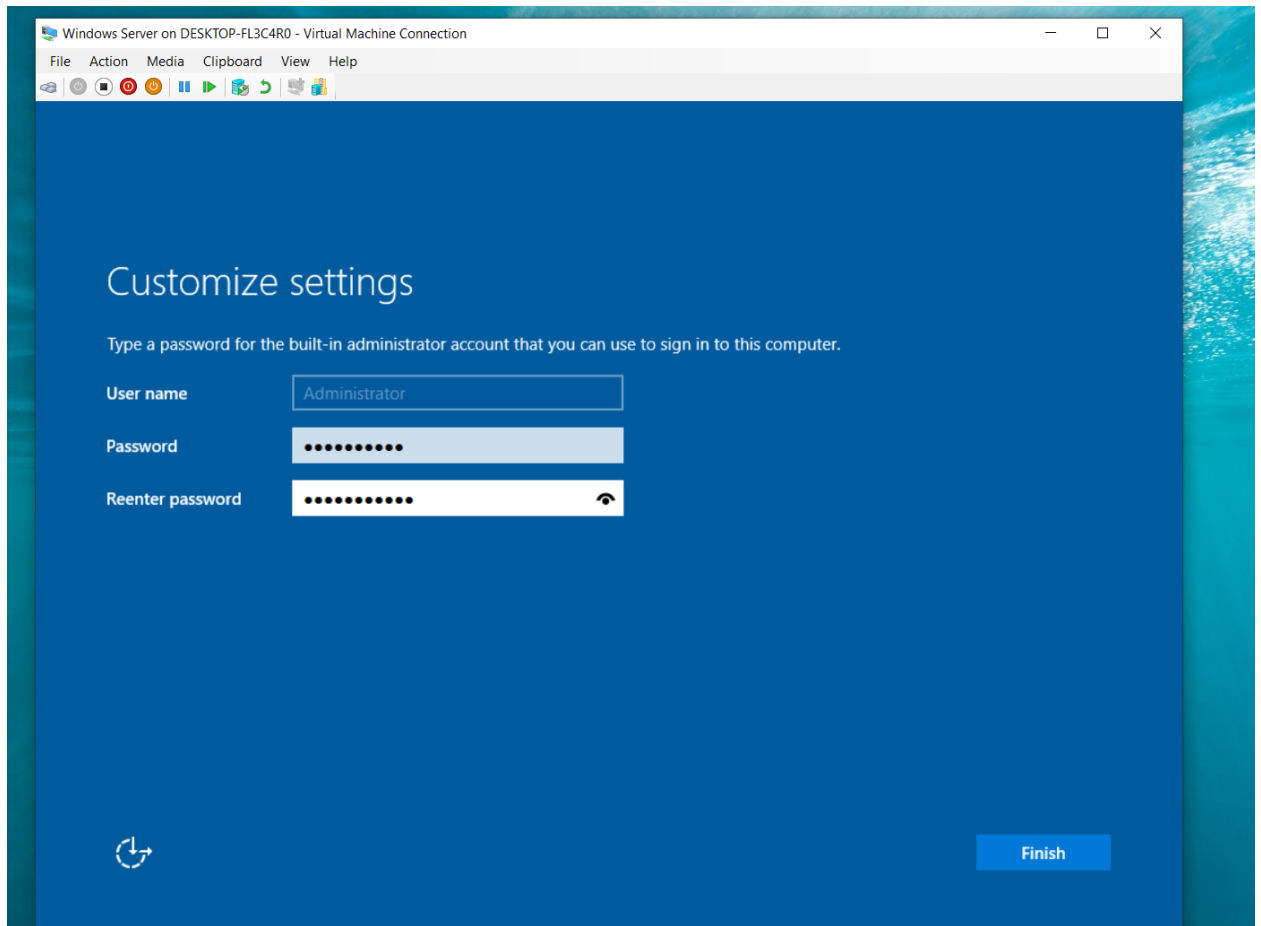 Windows Server on DESKTOP-FL3C4R0 - Virtual Machine Connection
File Action Media Clipboard View Help
Customize settings
Type a password for the built-in administrator account that you can use to sign in to this computer.
User name Administrator
Password ●●●●●●●●●●
Reenter password ●●●●●●●●●●●
Finish